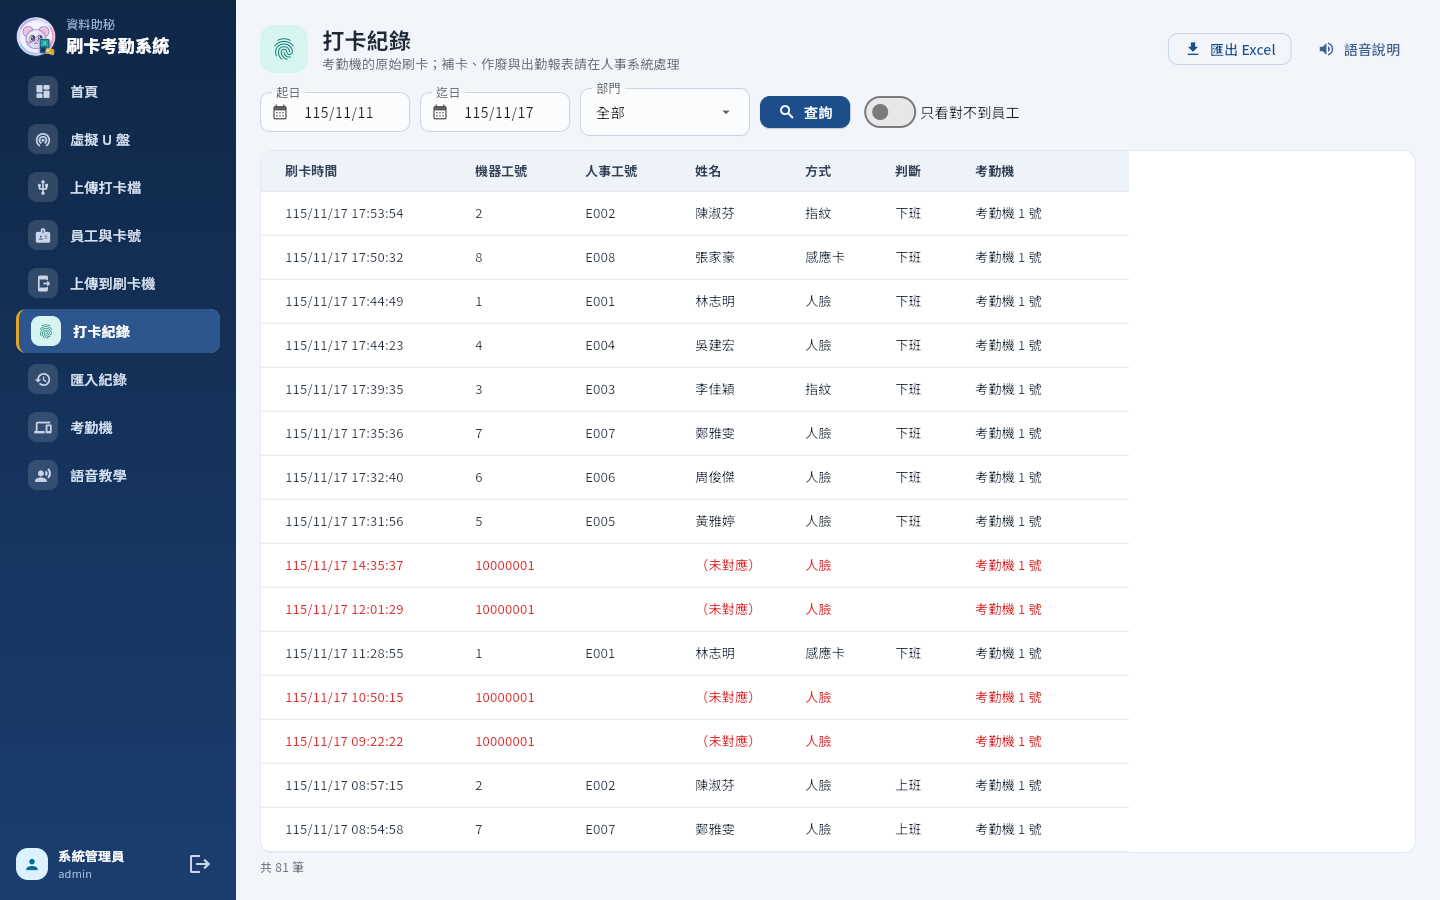 資料助秘
刷卡考勤系統
首頁
虛擬 U 盤
上傳打卡檔
員工與卡號
上傳到刷卡機
打卡紀錄
匯入紀錄
考勤機
語音教學
系統管理員
admin
打卡紀錄
考勤機的原始刷卡；補卡、作廢與出勤報表請在人事系統處理
匯出 Excel
語音說明
起日
115/11/11
迄日
115/11/17
部門
全部
查詢
只看對不到員工
刷卡時間 機器工號 人事工號 姓名 方式 判斷 考勤機
115/11/17 17:53:54 2 E002 陳淑芬 指紋 下班 考勤機 1 號
115/11/17 17:50:32 8 E008 張家豪 感應卡 下班 考勤機 1 號
115/11/17 17:44:49 1 E001 林志明 人臉 下班 考勤機 1 號
115/11/17 17:44:23 4 E004 吳建宏 人臉 下班 考勤機 1 號
115/11/17 17:39:35 3 E003 李佳穎 指紋 下班 考勤機 1 號
115/11/17 17:35:36 7 E007 鄭雅雯 人臉 下班 考勤機 1 號
115/11/17 17:32:40 6 E006 周俊傑 人臉 下班 考勤機 1 號
115/11/17 17:31:56 5 E005 黃雅婷 人臉 下班 考勤機 1 號
115/11/17 14:35:37 10000001 （未對應） 人臉 考勤機 1 號
115/11/17 12:01:29 10000001 （未對應） 人臉 考勤機 1 號
115/11/17 11:28:55 1 E001 林志明 感應卡 下班 考勤機 1 號
115/11/17 10:50:15 10000001 （未對應） 人臉 考勤機 1 號
115/11/17 09:22:22 10000001 （未對應） 人臉 考勤機 1 號
115/11/17 08:57:15 2 E002 陳淑芬 人臉 上班 考勤機 1 號
115/11/17 08:54:58 7 E007 鄭雅雯 人臉 上班 考勤機 1 號
共 81 筆